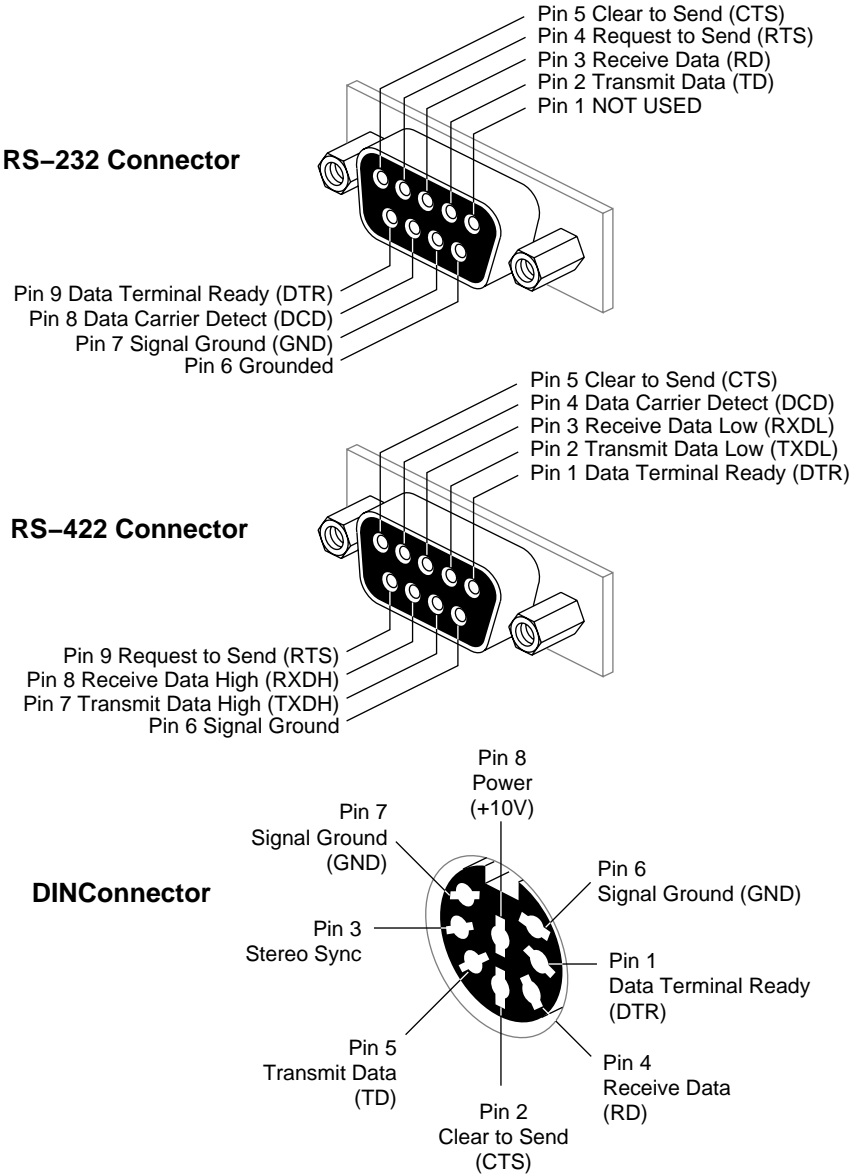 Pin 5 Clear to Send (CTS)
Pin 4 Request to Send (RTS)
Pin 3 Receive Data (RD)
Pin 2 Transmit Data (TD)
Pin 1 NOT USED
RS–232 Connector
Pin 9 Data Terminal Ready (DTR)
Pin 8 Data Carrier Detect (DCD)
Pin 7 Signal Ground (GND)
Pin 6 Grounded
Pin 5 Clear to Send (CTS)
Pin 4 Data Carrier Detect (DCD)
Pin 3 Receive Data Low (RXDL)
Pin 2 Transmit Data Low (TXDL)
Pin 1 Data Terminal Ready (DTR)
RS–422 Connector
Pin 9 Request to Send (RTS)
Pin 8 Receive Data High (RXDH)
Pin 7 Transmit Data High (TXDH)
Pin 6 Signal Ground
Pin 8
Power
(+10V)
Pin 7
Signal Ground
(GND)
Pin 6
Signal Ground (GND)
DINConnector
Pin 3
Stereo Sync
Pin 1
Data Terminal Ready
(DTR)
Pin 5
Transmit Data
(TD)
Pin 4
Receive Data
(RD)
Pin 2
Clear to Send
(CTS)